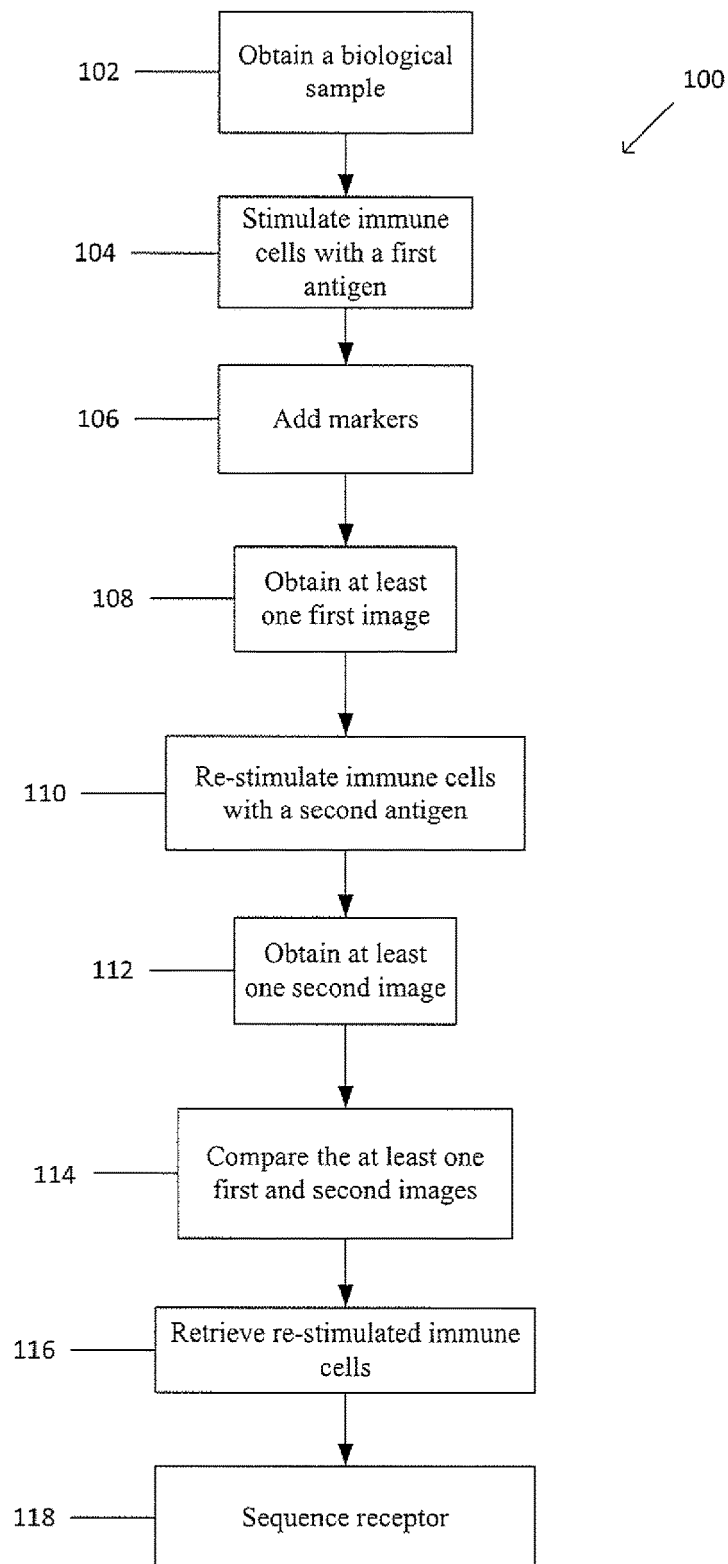 102
Obtain a biological
sample
100
104
Stimulate immune
cells with a first
antigen
106
Add markers
108
Obtain at least
one first image
110
Re-stimulate immune cells
with a second antigen
112
Obtain at least
one second image
114
Compare the at least one
first and second images
116
Retrieve re-stimulated immune
cells
118
Sequence receptor